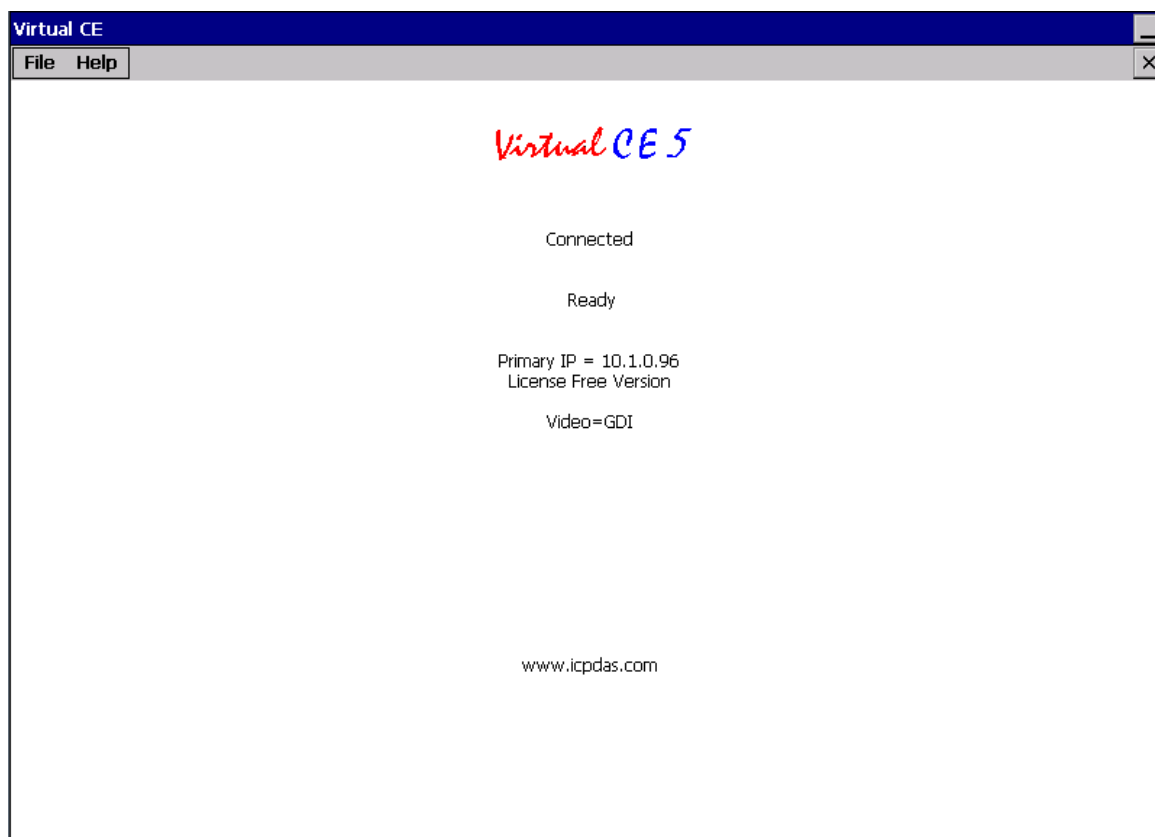 Virtual CE
File Help
Virtual CE 5
Connected
Ready
Primary IP = 10.1.0.96
License Free Version
Video=GDI
www.icpdas.com